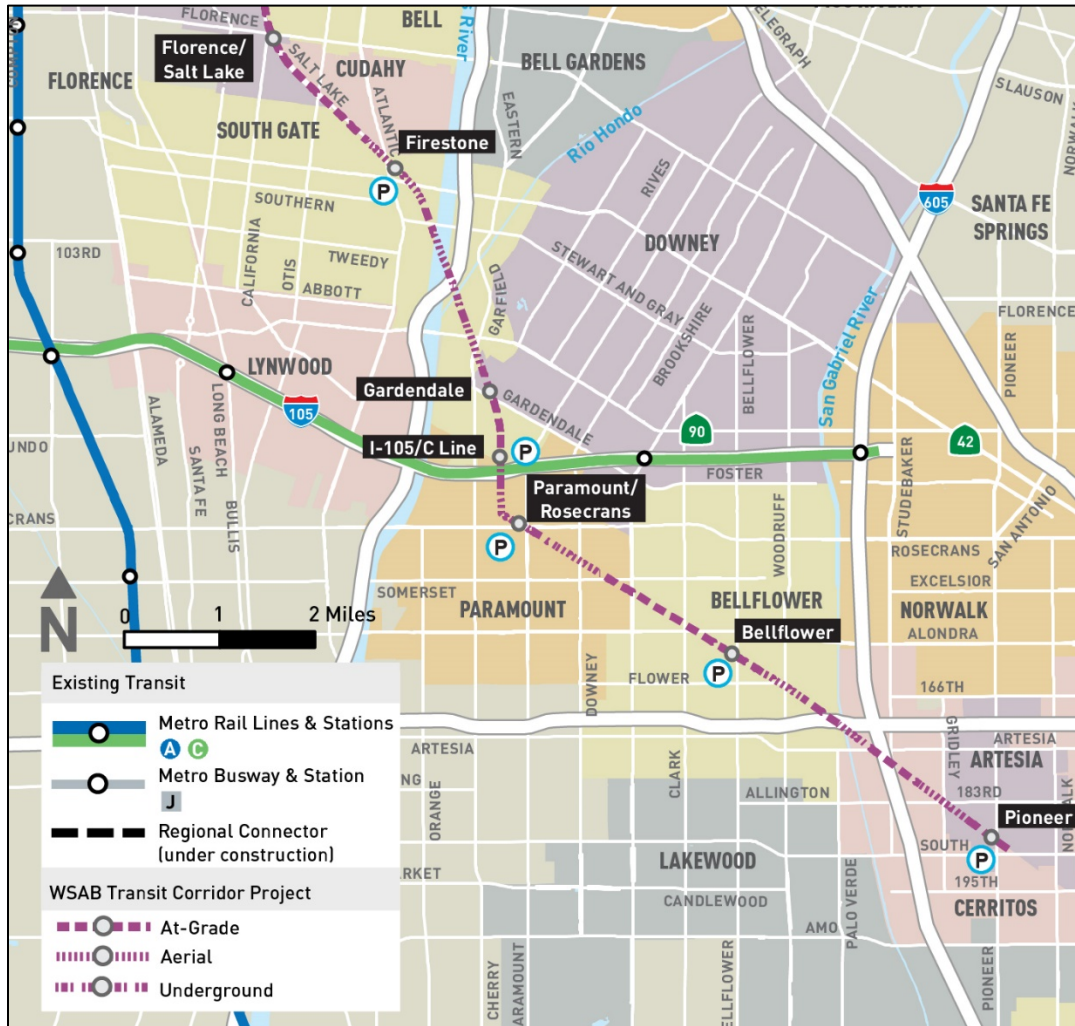 FLORENCE
BELL
TELEGRAPH
River
Florence/
Salt Lake
SALT LAKE
CUDAHY
BELL GARDENS
FLORENCE
ATLANTIC
EASTERN
Rio Hondo
SLAUSON
SOUTH GATE
Firestone
P
RIVES
605
SANTA FE
SPRINGS
SOUTHERN
DOWNEY
103RD
CALIFORNIA
OTIS
TWEEDY
ABBOTT
STEWART AND GRAY
GARFIELD
BROOKSHIRE
BELLFLOWER
San Gabriel River
FLORENCE
PIONEER
LYNWOOD
Gardendale
GARDENDALE
105
ALAMEDA
LONG BEACH
SANTA FE
BULLIS
I-105/C Line
P
90
42
FOSTER
STUDEBAKER
SAN ANTONIO
Paramount/
Rosecrans
P
WOODRUFF
ROSECRANS
EXCELSIOR
SOMERSET
PARAMOUNT
BELLFLOWER
NORWALK
ALONDRA
N
0 1 2 Miles
Bellflower
P
DOWNEY
FLOWER
166TH
Existing Transit
Metro Rail Lines & Stations
A C
Metro Busway & Station
J
Regional Connector
(under construction)
WSAB Transit Corridor Project
At-Grade
Aerial
Underground
ARTESIA
ORANGE
CLARK
ALLINGTON
GRIDLEY
ARTESIA
ARTESIA
183RD
Pioneer
SOUTH
P
195TH
LAKEWOOD
CANDLEWOOD
PALO VERDE
CERRITOS
CHERRY
PARAMOUNT
PIONEER